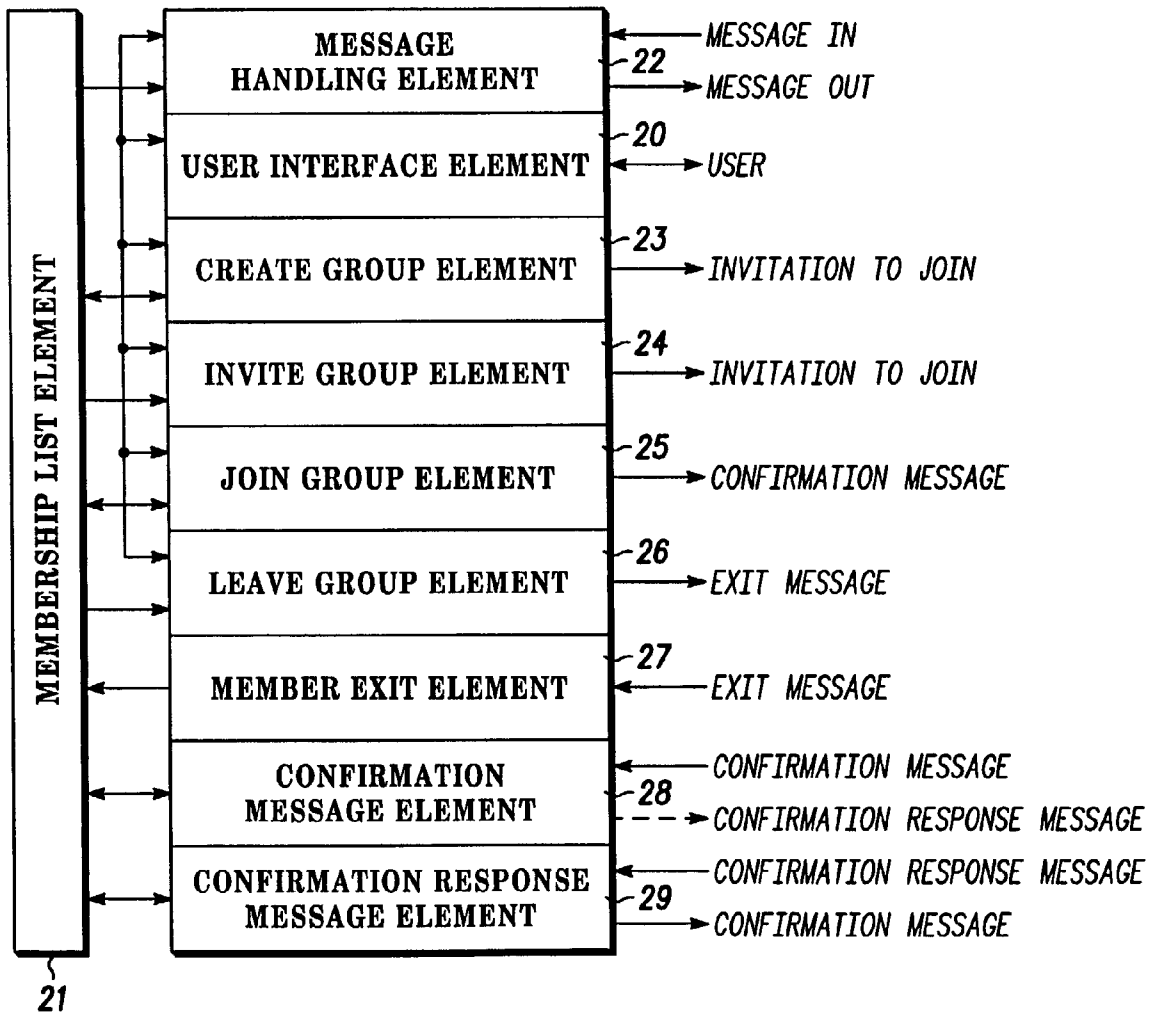 MEMBERSHIP LIST ELEMENT
21
MESSAGE
HANDLING ELEMENT
22
MESSAGE IN
MESSAGE OUT
USER INTERFACE ELEMENT
20
USER
CREATE GROUP ELEMENT
23
INVITATION TO JOIN
INVITE GROUP ELEMENT
24
INVITATION TO JOIN
JOIN GROUP ELEMENT
25
CONFIRMATION MESSAGE
LEAVE GROUP ELEMENT
26
EXIT MESSAGE
MEMBER EXIT ELEMENT
27
EXIT MESSAGE
CONFIRMATION
MESSAGE ELEMENT
28
CONFIRMATION MESSAGE
CONFIRMATION RESPONSE MESSAGE
CONFIRMATION RESPONSE
MESSAGE ELEMENT
29
CONFIRMATION RESPONSE MESSAGE
CONFIRMATION MESSAGE